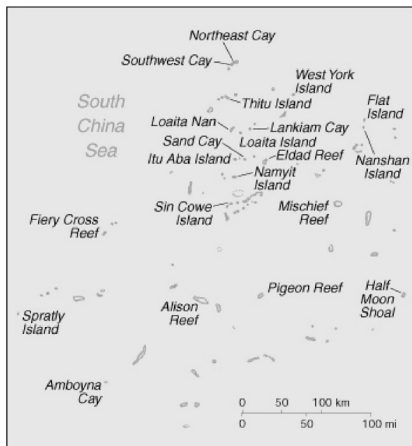 Northeast Cay
Southwest Cay
West York
Island
Thitu Island
Flat
Island
South
China
Sea
Loaita Nan
Lankiam Cay
Sand Cay
Loaita Island
Itu Aba Island
Eldad Reef
Nanshan
Island
Namyit
Island
Sin Cowe
Island
Mischief
Reef
Fiery Cross
Reef
Spratly
Island
Alison
Reef
Pigeon Reef
Half
Moon
Shoal
Amboyna
Cay
0 50 100 km
0 50 100 mi